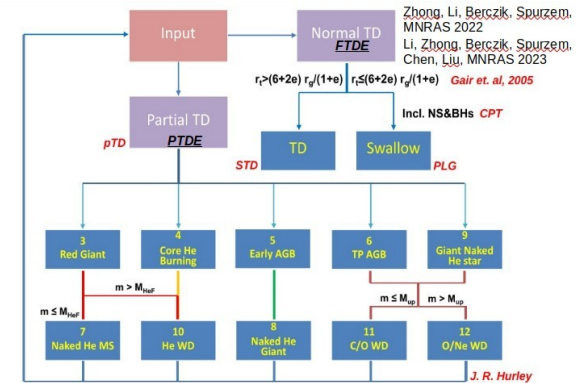 Input
Normal TD
FTDE
Zhong, Li, Berczik, Spurzem,
MNRAS 2022
Li, Zhong, Berczik, Spurzem,
Chen, Liu, MNRAS 2023
rt>(6+2e) rg/(1+e) rt≤(6+2e) rg/(1+e)
Gair et. al, 2005
Partial TD
PTDE
pTD
Incl. NS&BHs CPT
TD
Swallow
STD
PLG
3
Red Giant
4
Core He
Burning
5
Early AGB
6
TP AGB
9
Giant Naked
He star
m > MHeF
m ≤ MHeF
m ≤ Mup
m > Mup
7
Naked He MS
10
He WD
8
Naked He
Giant
11
C/O WD
12
O/Ne WD
J. R. Hurley